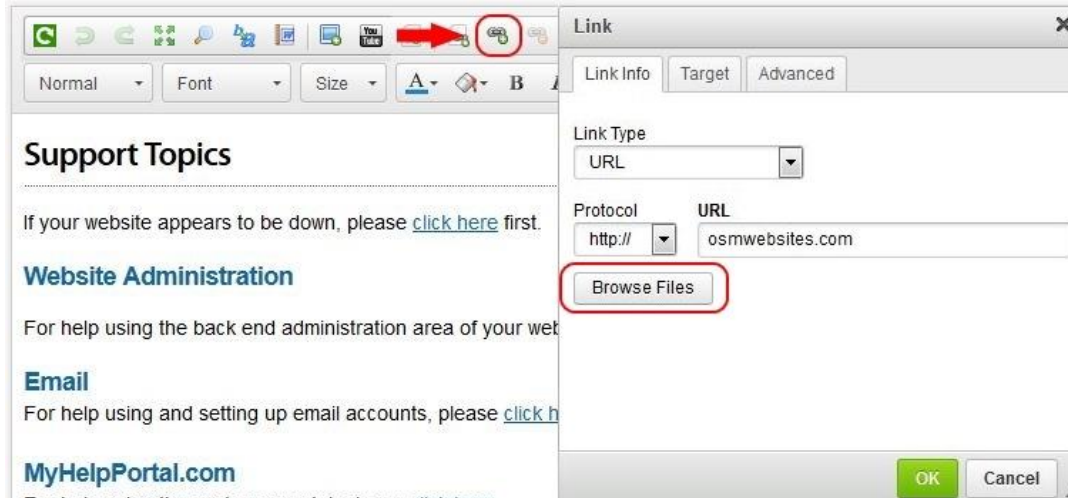 You Tube
Normal Font Size A B
Support Topics
If your website appears to be down, please click here first.
Website Administration
For help using the back end administration area of your
Email
For help using and setting up email accounts, please click
MyHelpPortal.com
Link
Link Info Target Advanced
Link Type
URL
Protocol URL
http:// osmwebsites.com
Browse Files
OK Cancel